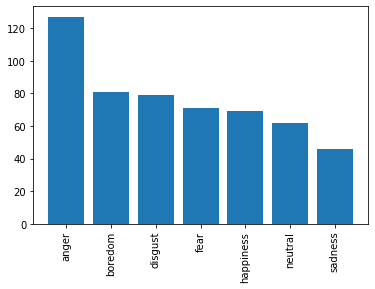 120
100
80
60
40
20
0
anger
boredom
disgust
fear
happiness
neutral
sadness